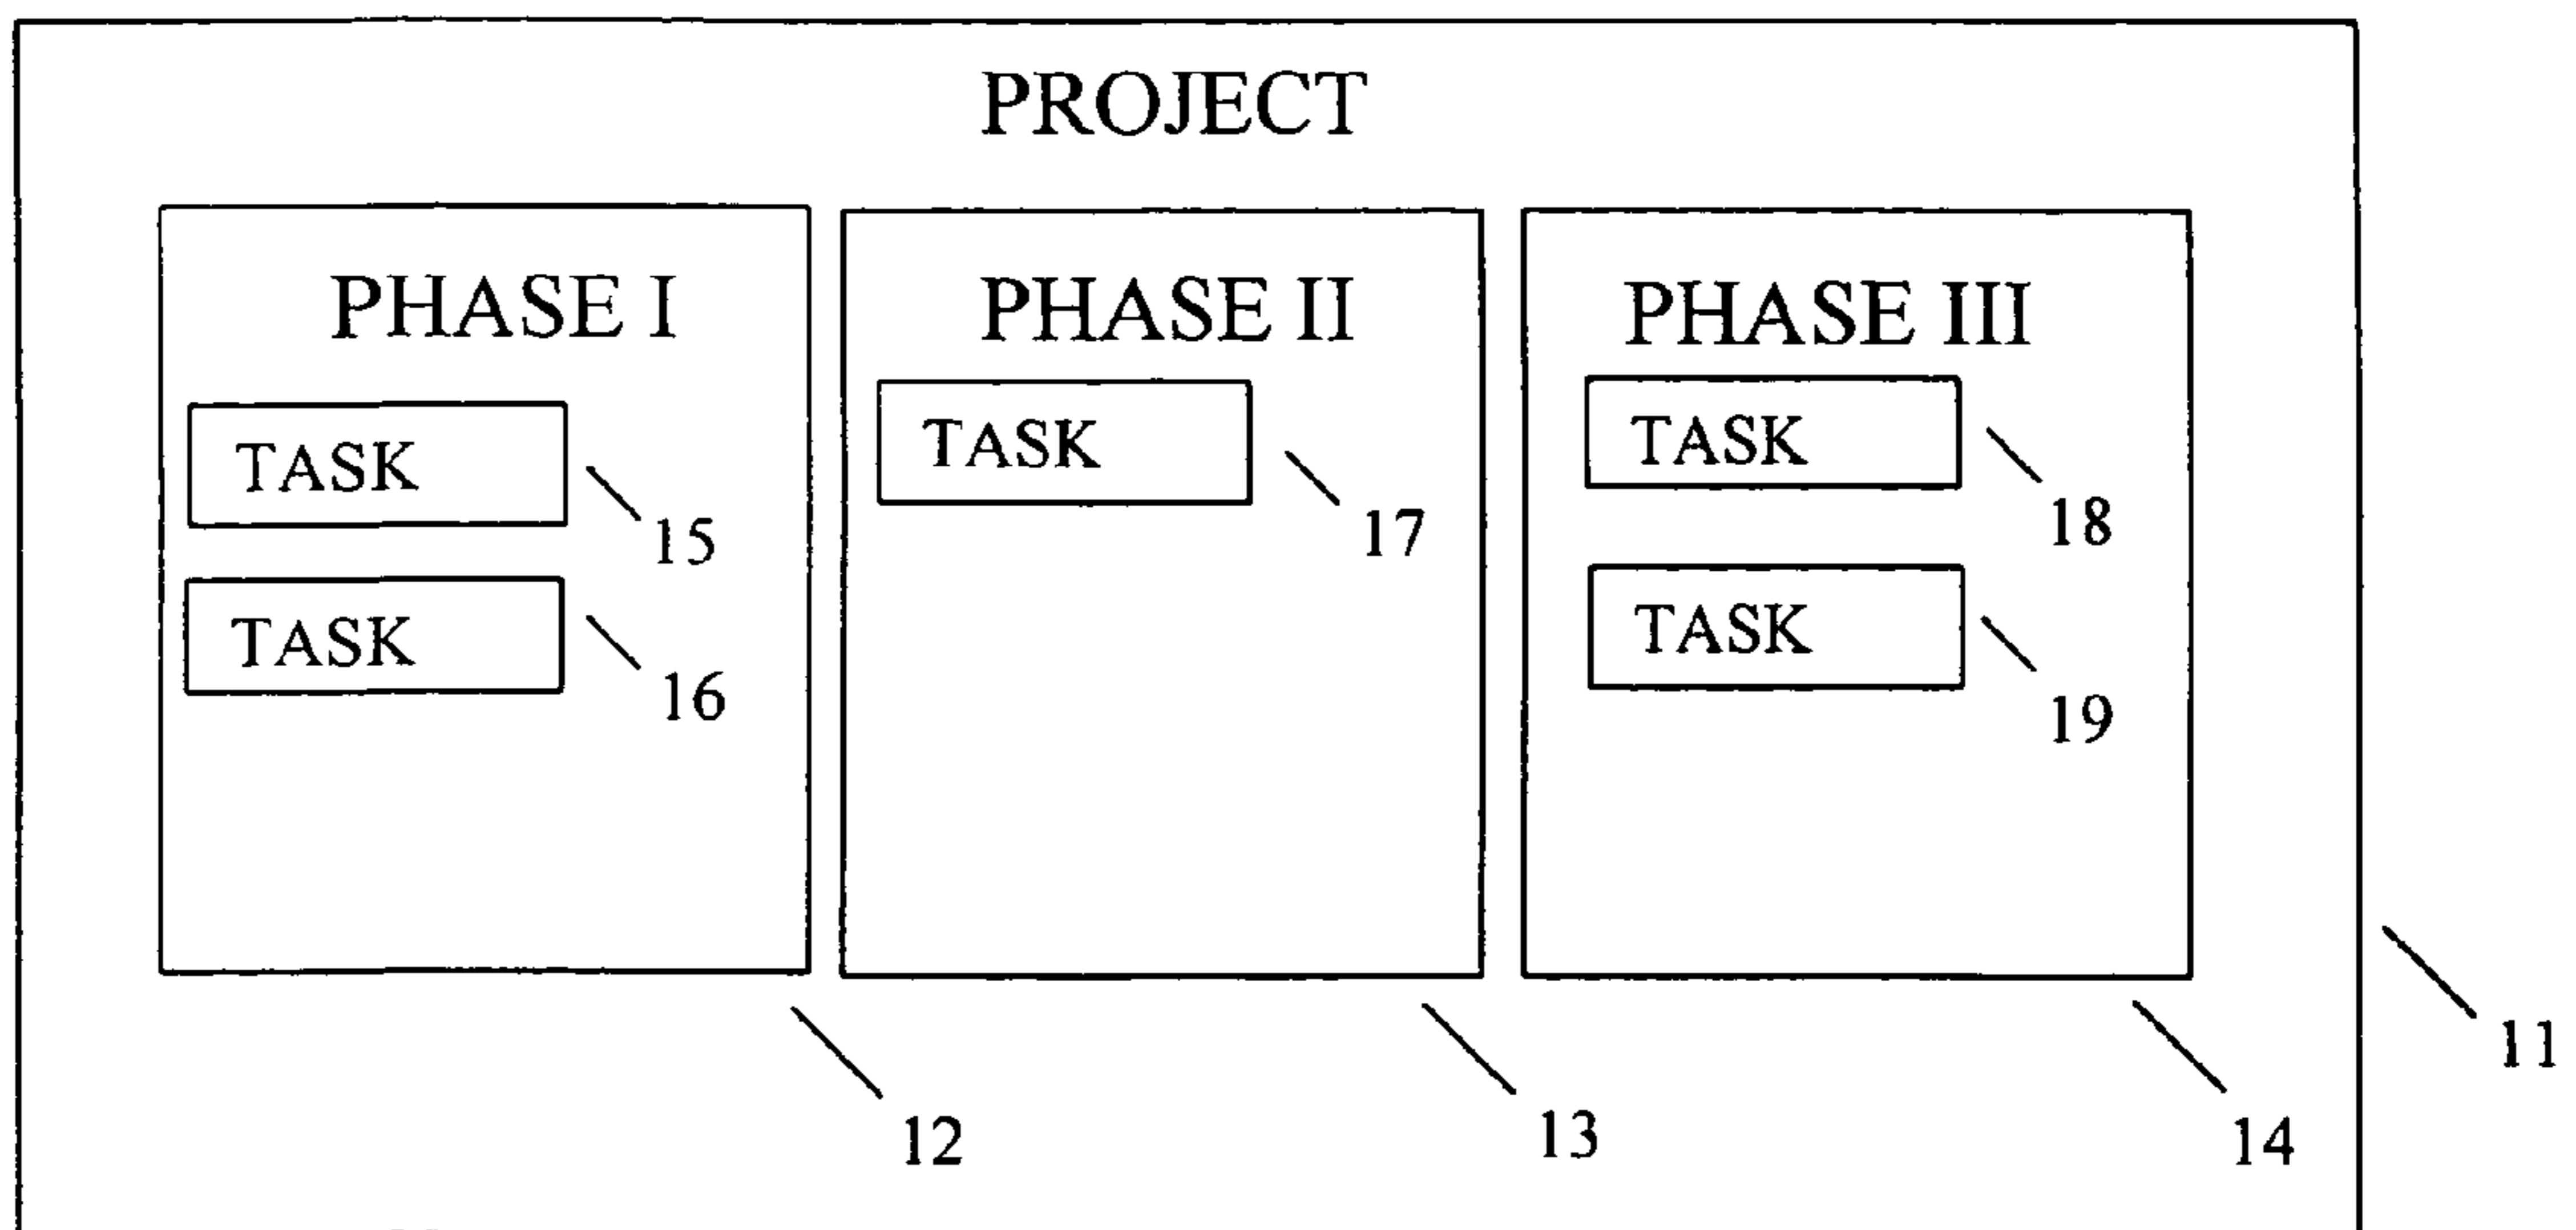 PROJECT
PHASE I
TASK
15
TASK
16
12
PHASE II
TASK
17
13
PHASE III
TASK
18
TASK
19
14
11